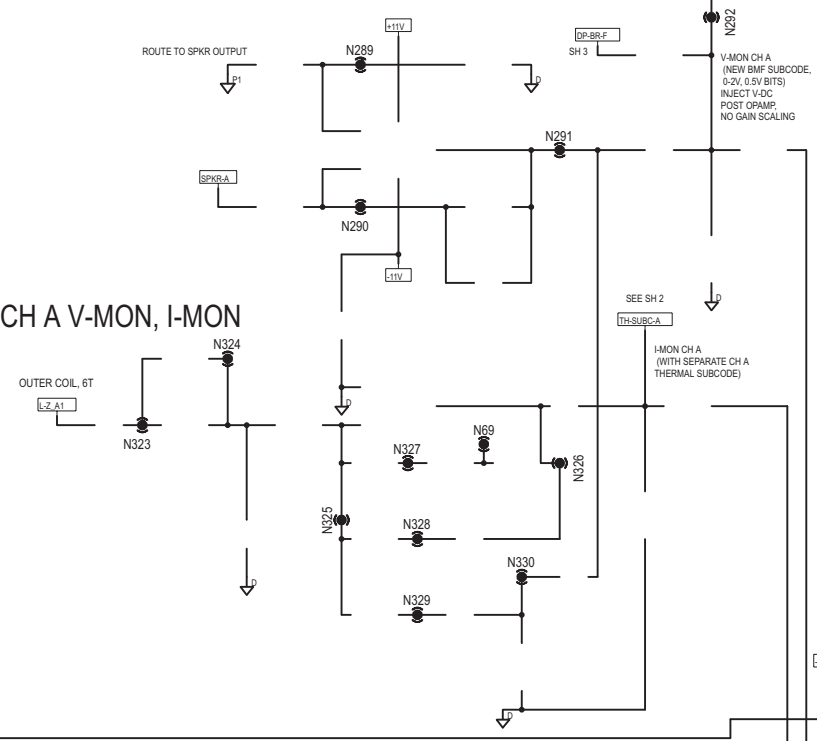 N292
+11V
DP-BR-F
SH 3
ROUTE TO SPKR OUTPUT
N289
P1
D
V-MON CH A
(NEW BMF SUBCODE,
0-2V, 0.5V BITS)
INJECT V-DC
POST OPAMP,
NO GAIN SCALING
N291
SPKR-A
N290
-11V
D
CH A V-MON, I-MON
SEE SH 2
TH-SUBC-A
N324
I-MON CH A
(WITH SEPARATE CH A
THERMAL SUBCODE)
OUTER COIL, 6T
L-Z_A1
D
N323
N327
N69
N326
N325
N328
N330
D
N329
D